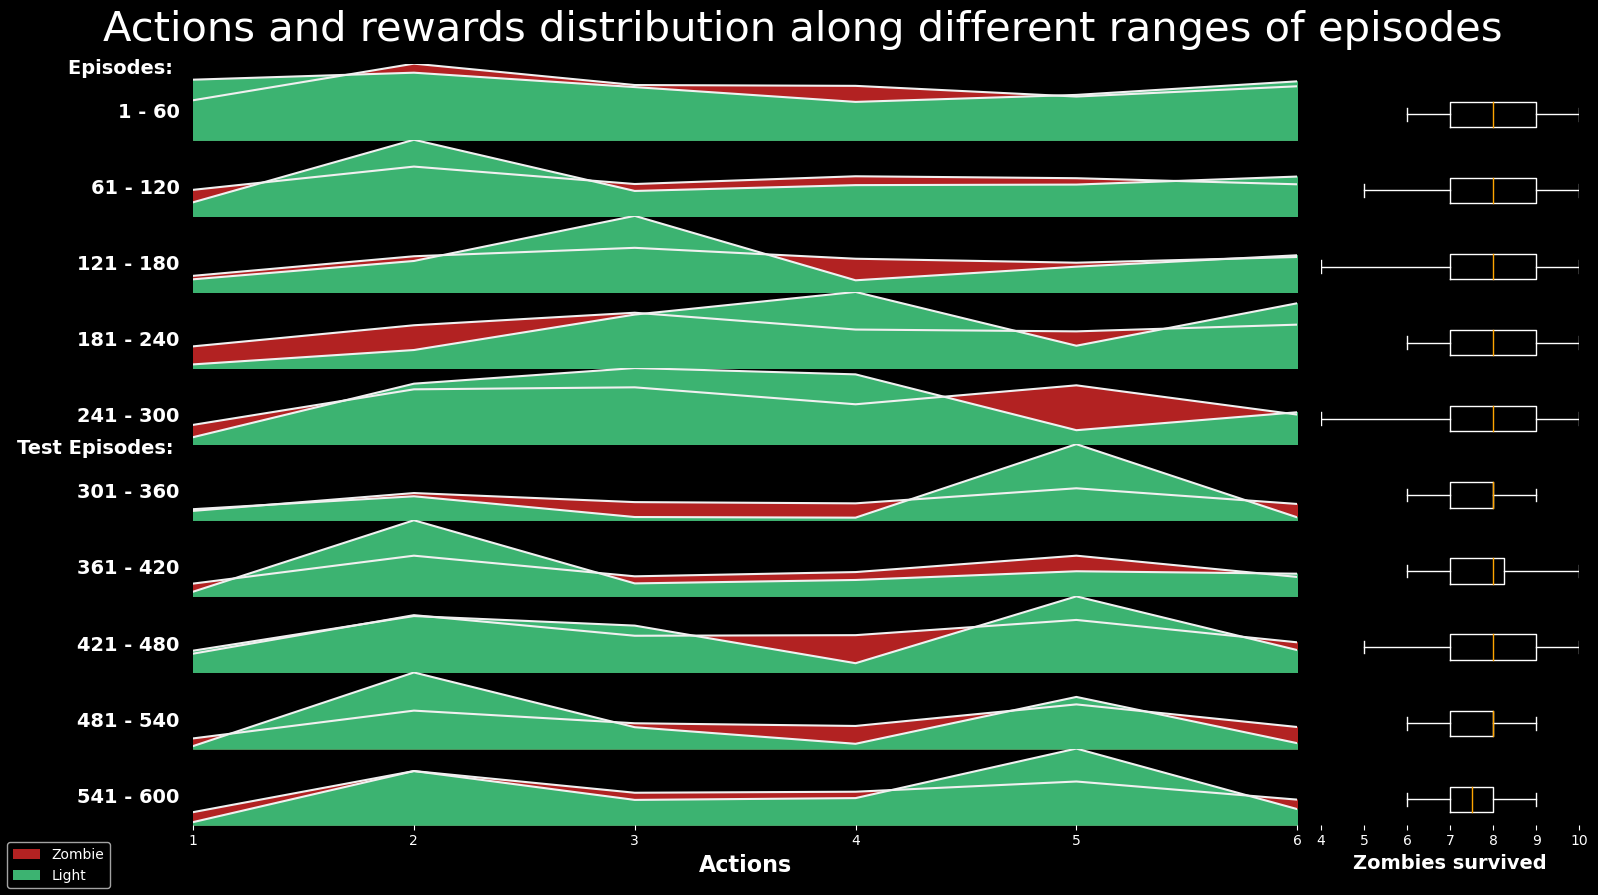 Actions and rewards distribution along different ranges of episodes
Episodes:
1 - 60
61 - 120
121 - 180
181 - 240
241 - 300
Test Episodes:
301 - 360
361 - 420
421 - 480
481 - 540
541 - 600
1 2 3 4 5 6
4 5 6 7 8 9 10
Actions
Zombies survived
Zombie
Light